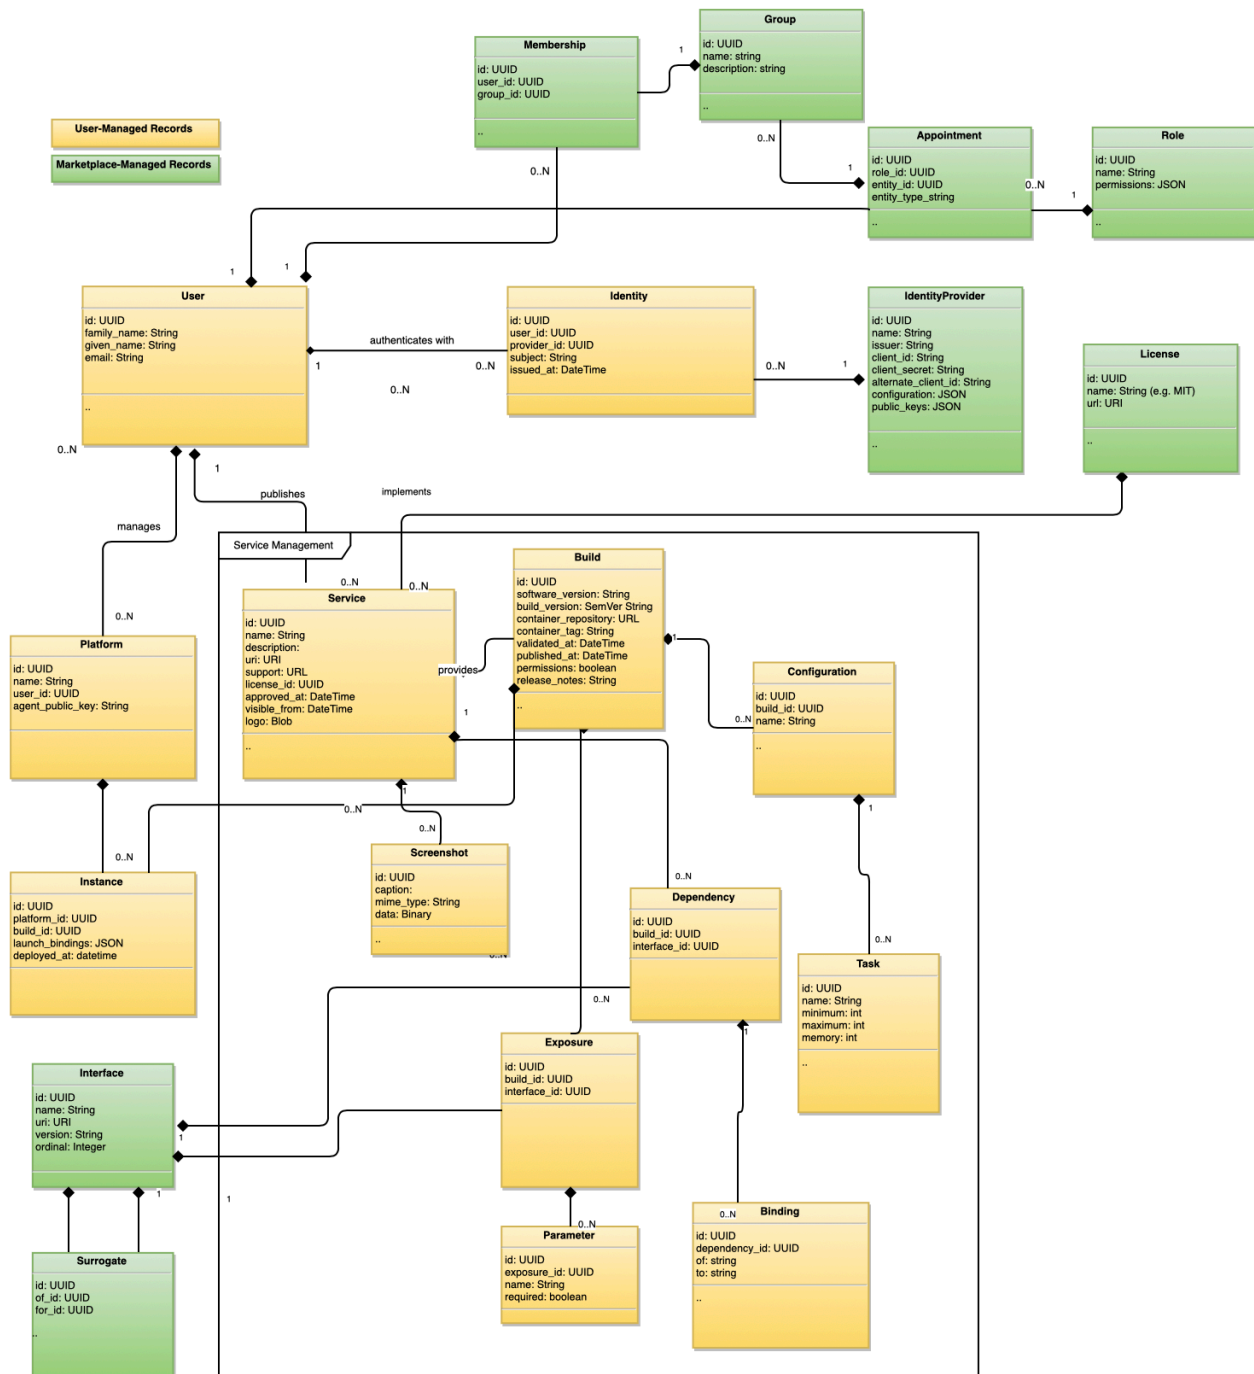 Group
id: UUID
name: string
description: string
..
Membership
id: UUID
user_id: UUID
group_id: UUID
..
1
0..N
User-Managed Records
Marketplace-Managed Records
Appointment
id: UUID
role_id: UUID
entity_id: UUID
entity_type_string
..
Role
id: UUID
name: String
permissions: JSON
..
0..N
1
0..N
1
1
1
User
id: UUID
family_name: String
given_name: String
email: String
..
Identity
id: UUID
user_id: UUID
provider_id: UUID
subject: String
issued_at: DateTime
IdentityProvider
id: UUID
name: String
issuer: String
client_id: String
client_secret: String
alternate_client_id: String
configuration: JSON
public_keys: JSON
..
License
id: UUID
name: String (e.g. MIT)
url: URI
..
authenticates with
1
0..N
0..N
0..N
1
0..N
1
publishes
implements
manages
Service Management
0..N
0..N
0..N
Service
id: UUID
name: String
description:
uri: URI
support: URL
license_id: UUID
approved_at: DateTime
visible_from: DateTime
logo: Blob
..
Build
id: UUID
software_version: String
build_version: SemVer String
container_repository: URL
container_tag: String
validated_at: DateTime
published_at: DateTime
permissions: boolean
release_notes: String
..
provides
1
1
0..N
Configuration
id: UUID
build_id: UUID
name: String
..
Platform
id: UUID
name: String
user_id: UUID
agent_public_key: String
0..N
1
0..N
1
Screenshot
id: UUID
caption:
mime_type: String
data: Binary
..
0..N
0..N
Instance
id: UUID
platform_id: UUID
build_id: UUID
launch_bindings: JSON
deployed_at: datetime
0..N
Dependency
id: UUID
build_id: UUID
interface_id: UUID
0..N
0..N
Task
id: UUID
name: String
minimum: int
maximum: int
memory: int
..
0..N
1
Exposure
id: UUID
build_id: UUID
interface_id: UUID
Interface
id: UUID
name: String
uri: URI
version: String
ordinal: Integer
1
1
1
0..N
0..N
Parameter
id: UUID
exposure_id: UUID
name: String
required: boolean
Binding
id: UUID
dependency_id: UUID
of: string
to: string
..
Surrogate
id: UUID
of_id: UUID
for_id: UUID
..